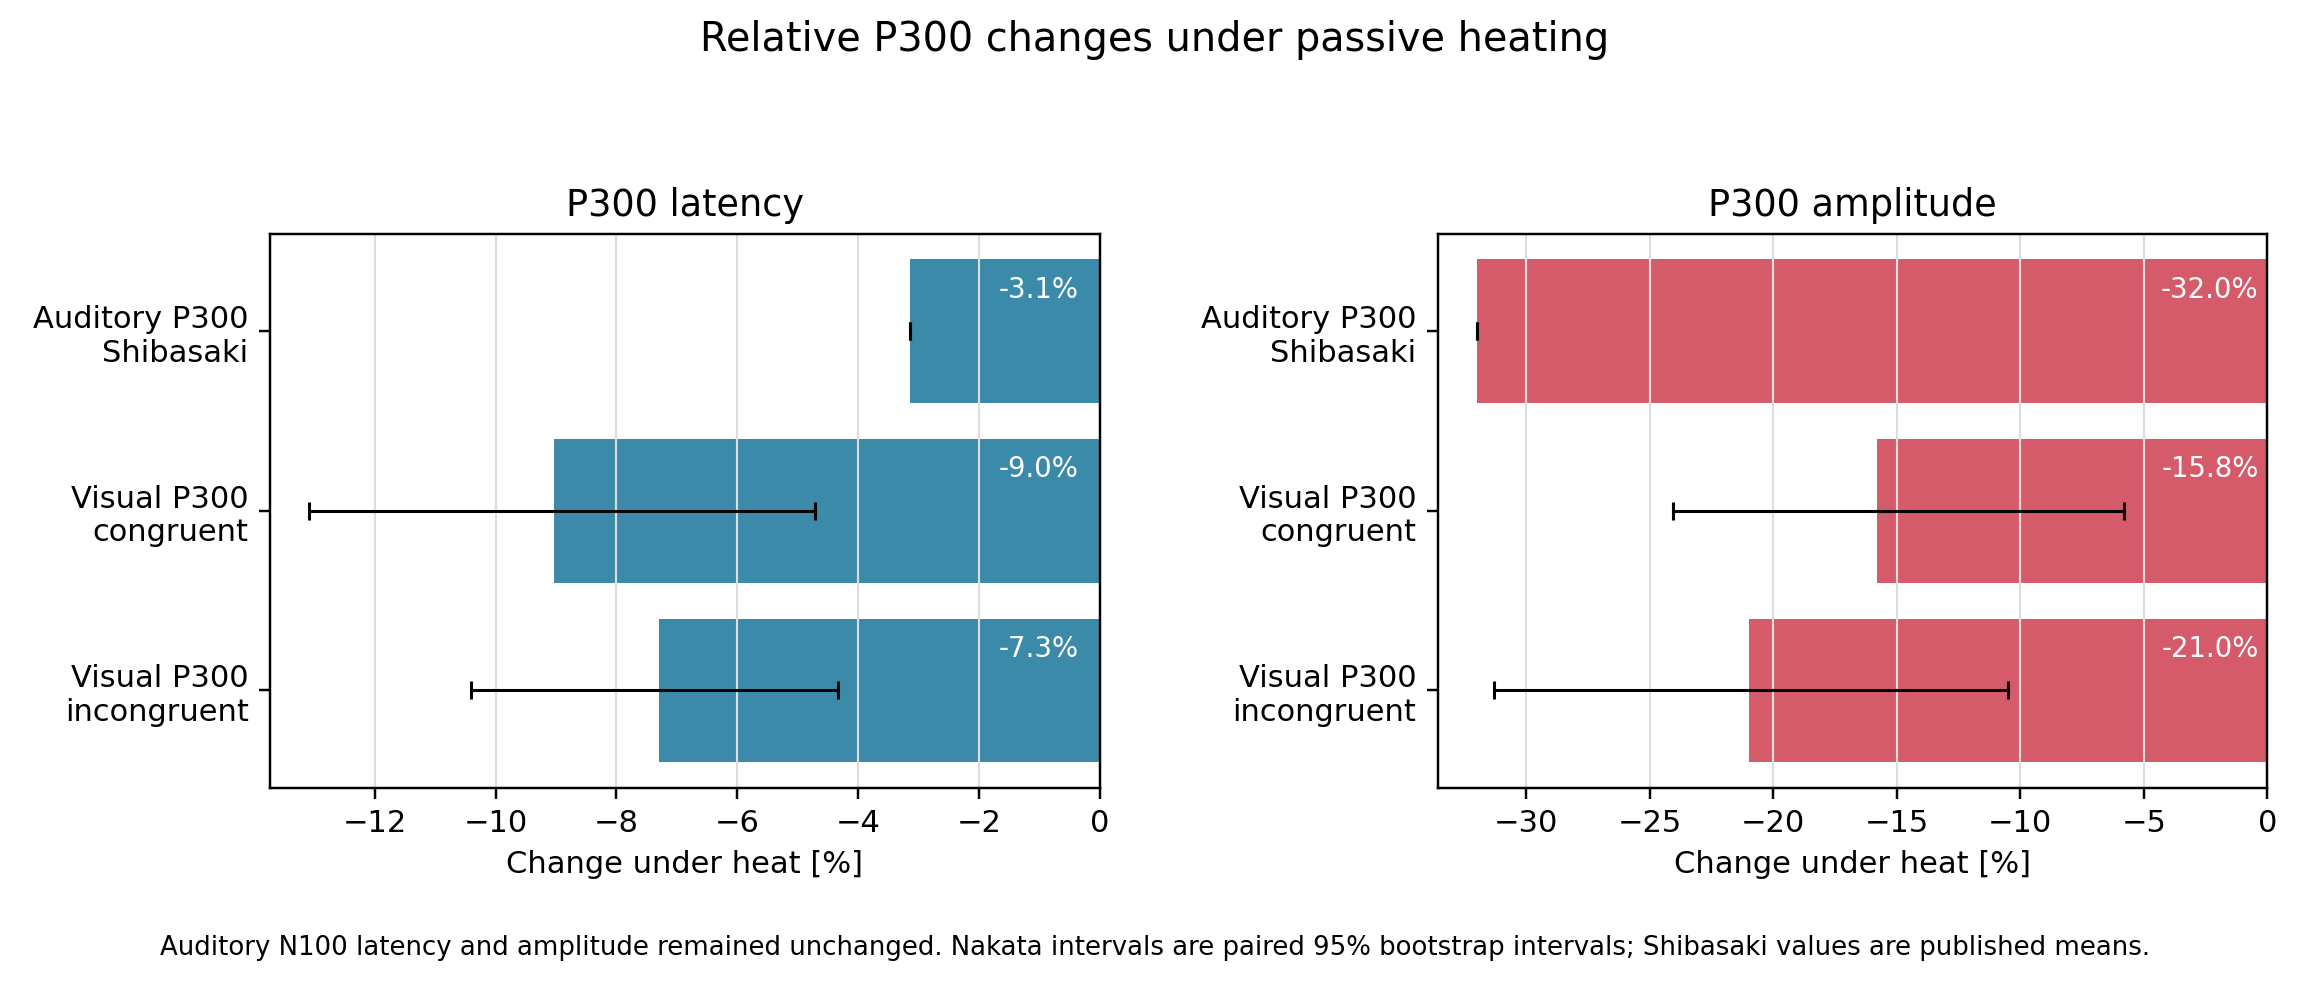 Relative P300 changes under passive heating
P300 latency
Auditory P300
Shibasaki
Visual P300
congruent
Visual P300
incongruent
-3.1%
-9.0%
-7.3%
−12 −10 −8 −6 −4 −2 0
Change under heat [%]
P300 amplitude
Auditory P300
Shibasaki
Visual P300
congruent
Visual P300
incongruent
-32.0%
-15.8%
-21.0%
−30 −25 −20 −15 −10 −5 0
Change under heat [%]
Auditory N100 latency and amplitude remained unchanged. Nakata intervals are paired 95% bootstrap intervals; Shibasaki values are published means.